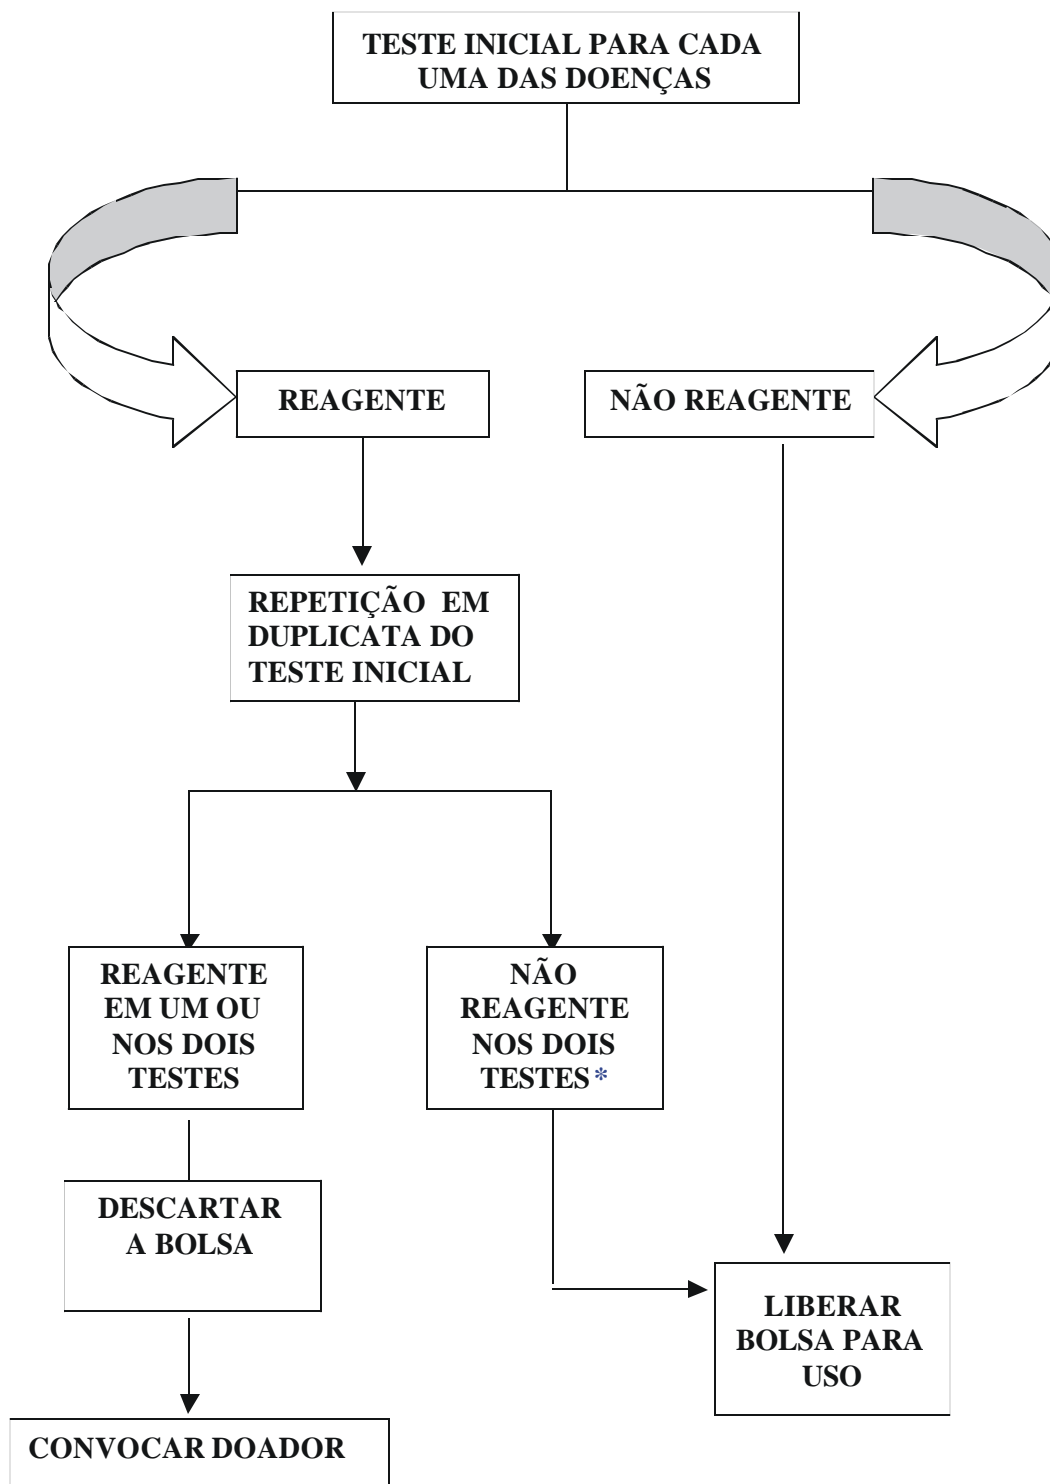 TESTE INICIAL PARA CADA
UMA DAS DOENÇAS
REAGENTE
NÃO REAGENTE
REPETIÇÃO EM
DUPLICATA DO
TESTE INICIAL
REAGENTE
EM UM OU
NOS DOIS
TESTES
NÃO
REAGENTE
NOS DOIS
TESTES*
DESCARTAR
A BOLSA
LIBERAR
BOLSA PARA
USO
CONVOCAR DOADOR